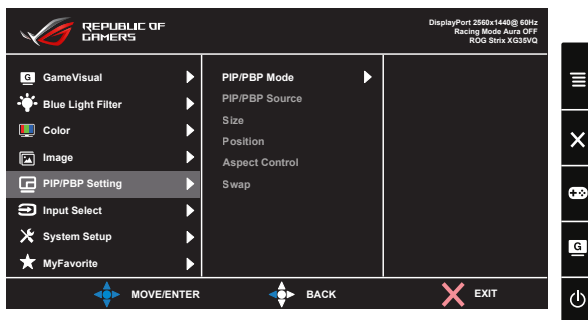 REPUBLIC OF
GAMERS
DisplayPort 2560x1440@ 60Hz
Racing Mode Aura OFF
ROG Strix XG35VQ
G GameVisual
Blue Light Filter
Color
Image
PIP/PBP Setting
Input Select
System Setup
MyFavorite
PIP/PBP Mode
PIP/PBP Source
Size
Position
Aspect Control
Swap
MOVE/ENTER
BACK
EXIT
G